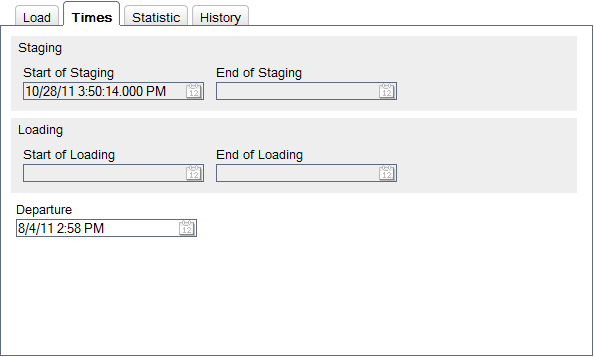 Load Times Statistic History
Staging
Start of Staging End of Staging
10/28/11 3:50:14.000 PM 12 12
Loading
Start of Loading End of Loading
12 12
Departure
8/4/11 2:58 PM 12